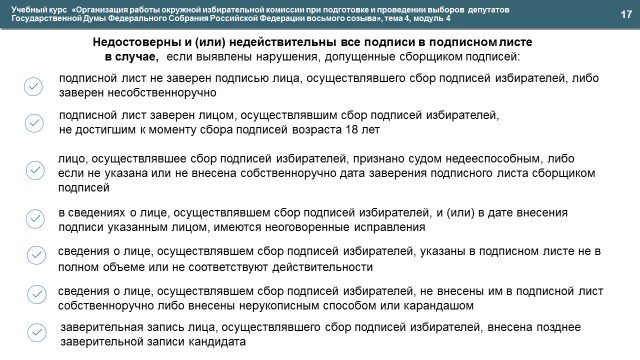 Учебный курс «Организация работы окружной избирательной комиссии при подготовке и проведении выборов депутатов
Государственной Думы Федерального Собрания Российской Федерации восьмого созыва», тема 4, модуль 4
17
Недостоверны и (или) недействительны все подписи в подписном листе
в случае, если выявлены нарушения, допущенные сборщиком подписей:
подписной лист не заверен подписью лица, осуществлявшего сбор подписей избирателей, либо
заверен несобственноручно
подписной лист заверен лицом, осуществлявшим сбор подписей избирателей,
не достигшим к моменту сбора подписей возраста 18 лет
лицо, осуществлявшее сбор подписей избирателей, признано судом недееспособным, либо
если не указана или не внесена собственноручно дата заверения подписного листа сборщиком
подписей
в сведениях о лице, осуществлявшем сбор подписей избирателей, и (или) в дате внесения
подписи указанным лицом, имеются неоговоренные исправления
сведения о лице, осуществлявшем сбор подписей избирателей, указаны в подписном листе не в
полном объеме или не соответствуют действительности
сведения о лице, осуществлявшем сбор подписей избирателей, не внесены им в подписной лист
собственноручно либо внесены нерукописным способом или карандашом
заверительная запись лица, осуществлявшего сбор подписей избирателей, внесена позднее
заверительной записи кандидата